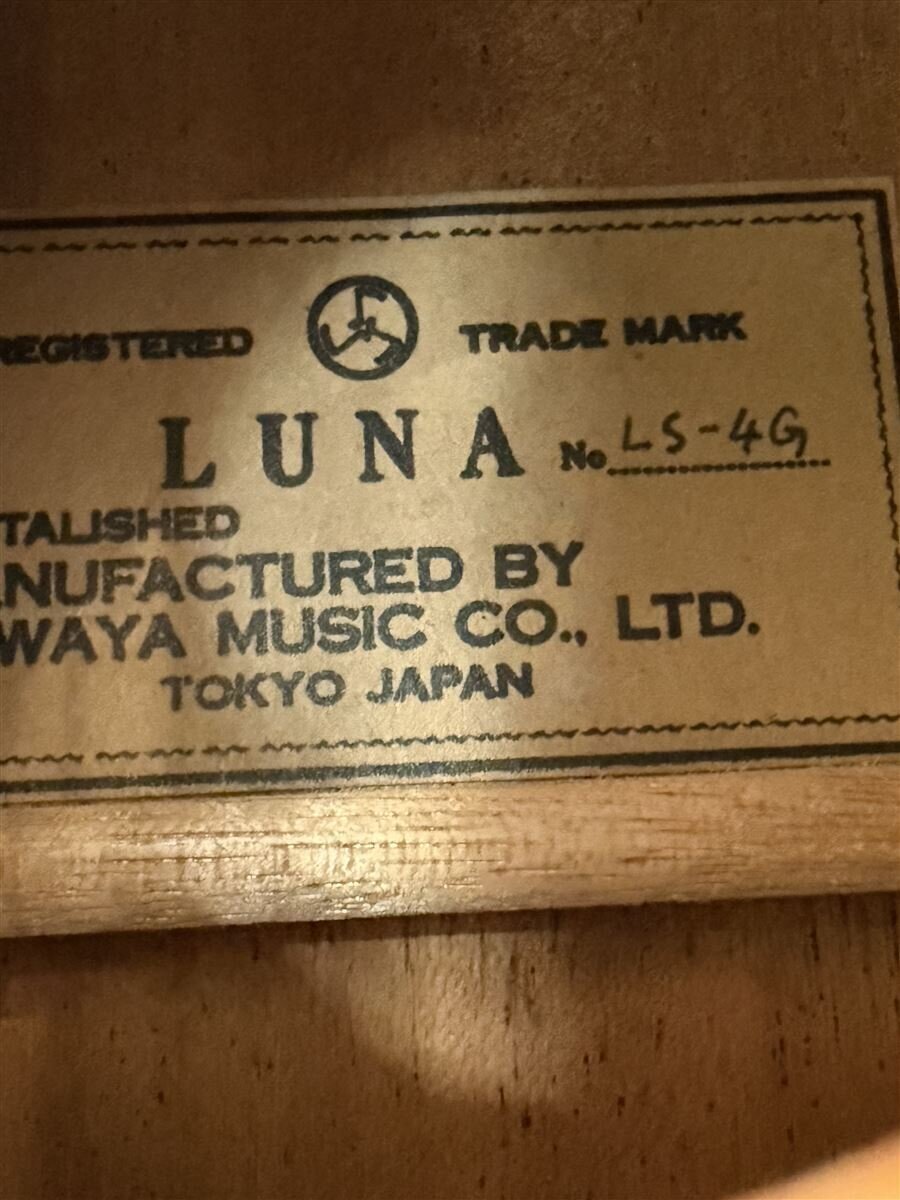 REGISTERED TRADE MARK
LUNA No LS-4G
TALISHED
NUFACTURED BY
WAYA MUSIC CO., LTD.
TOKYO JAPAN